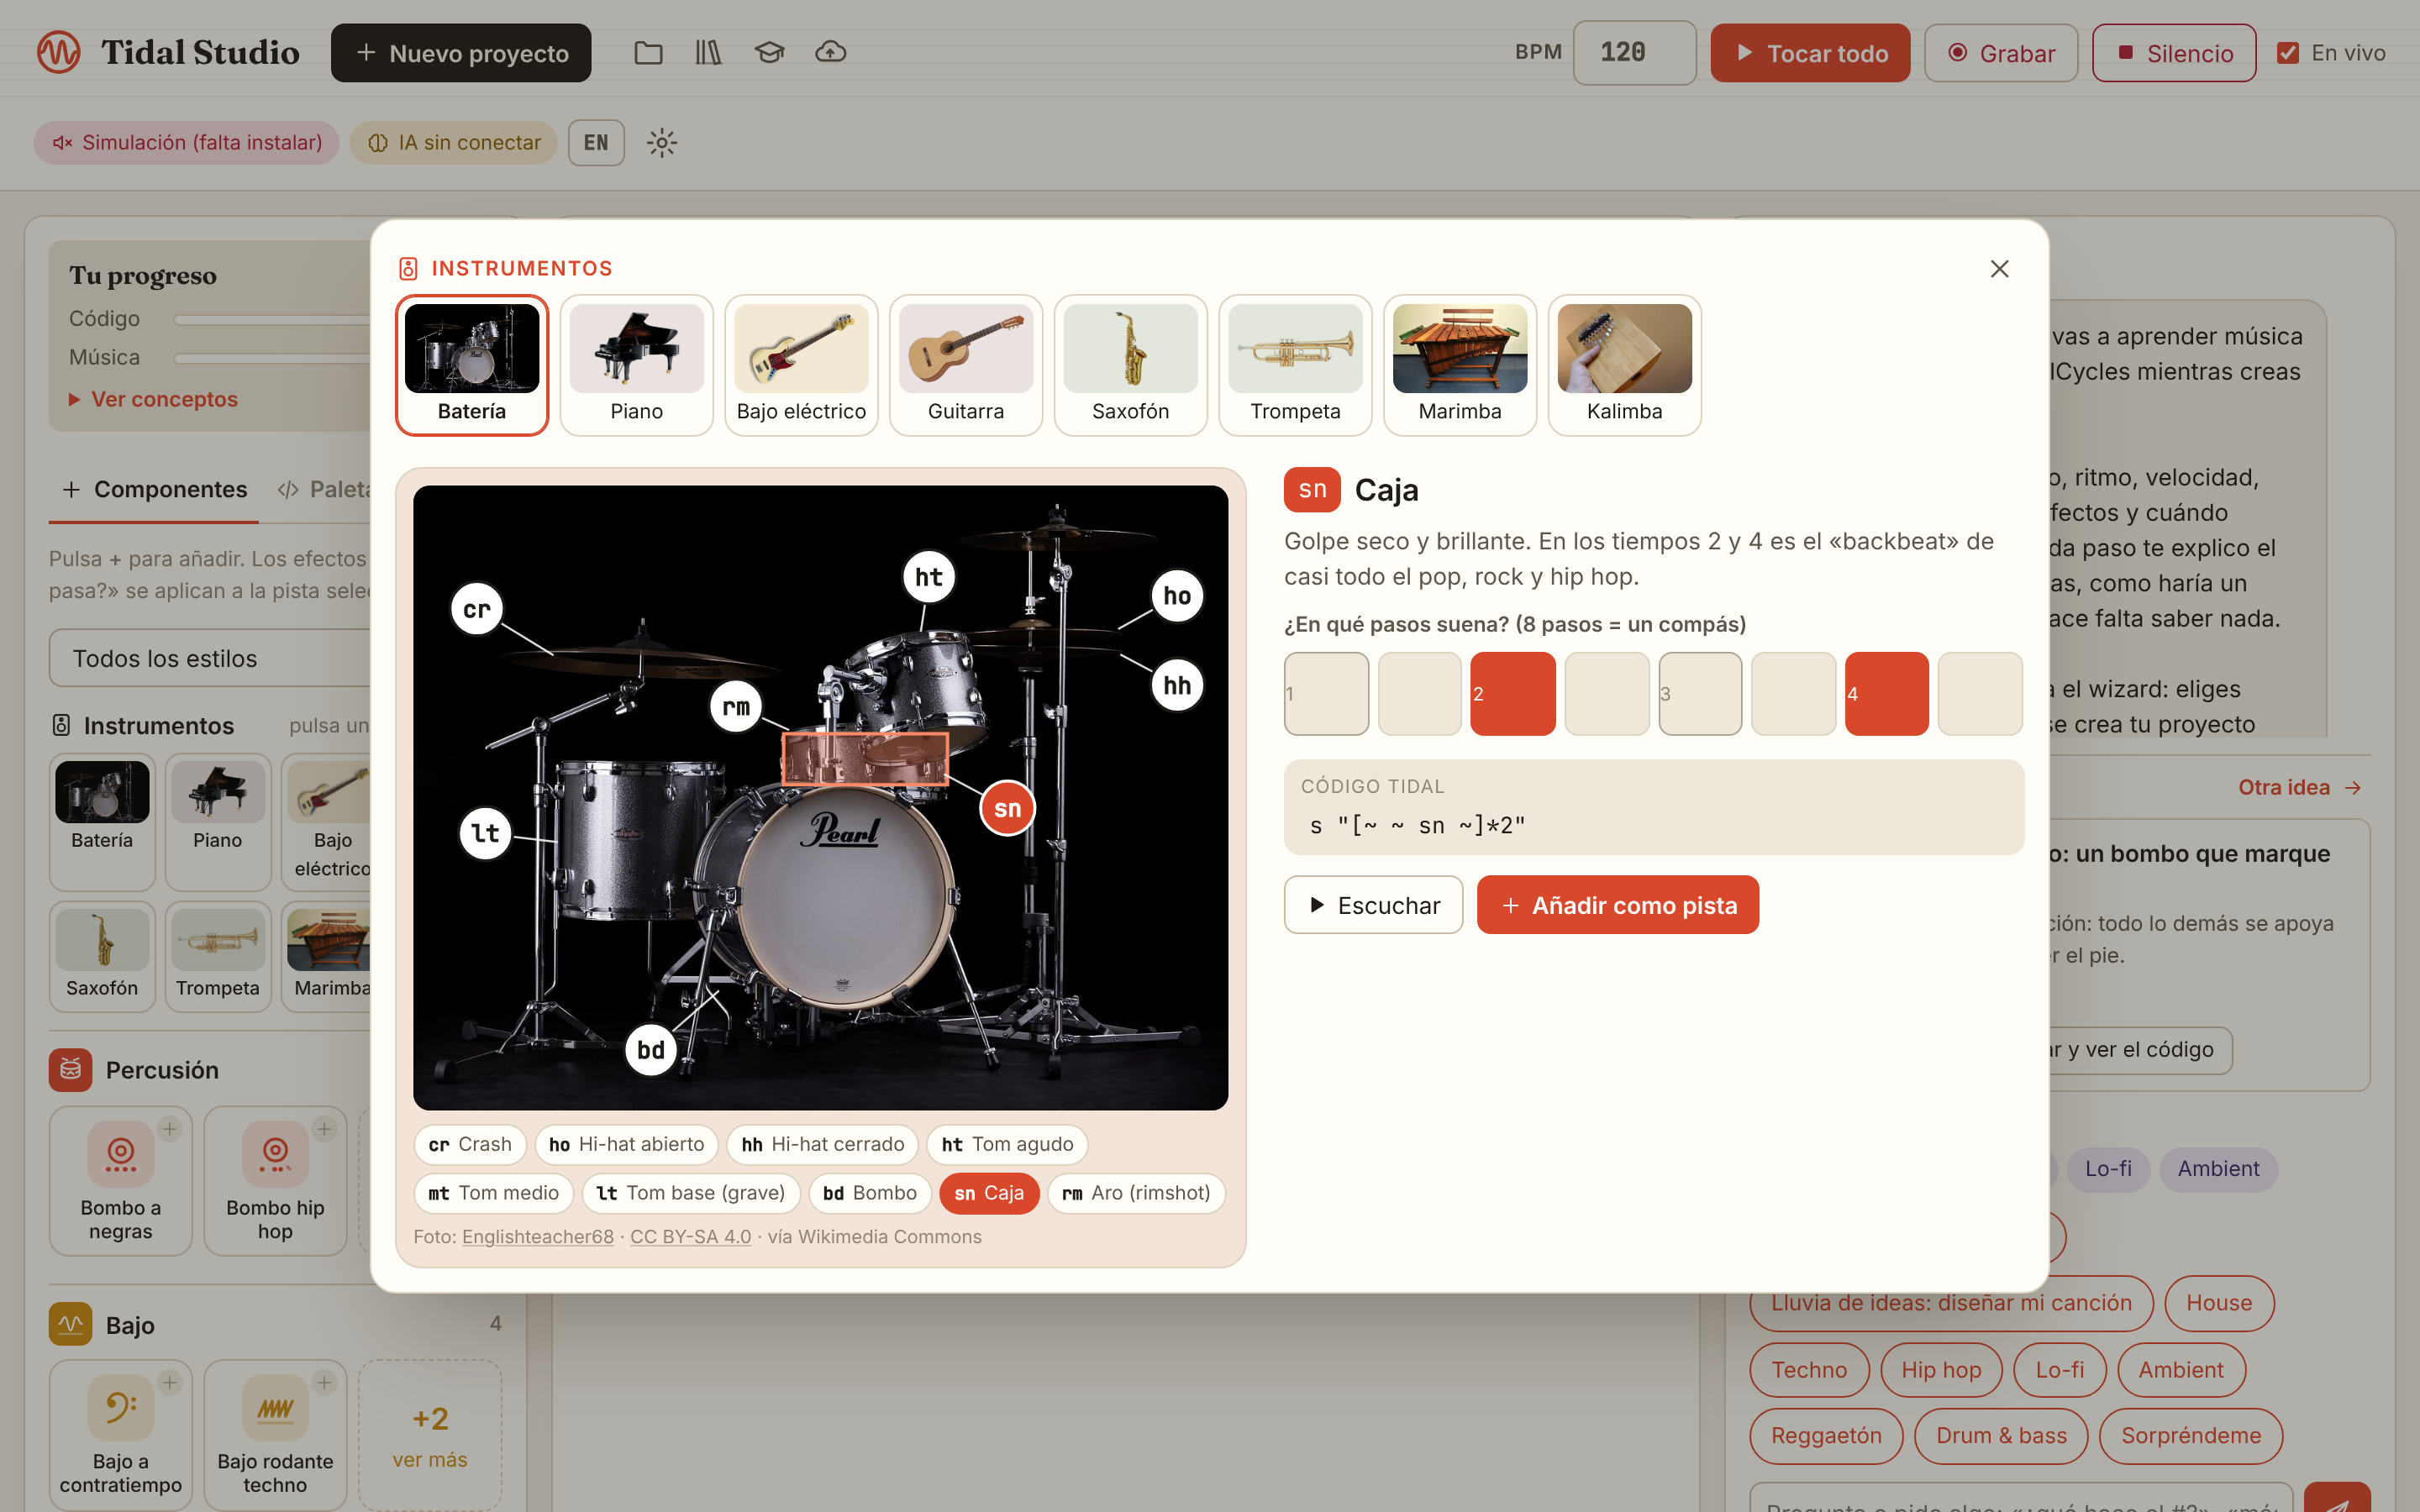 Tidal Studio
Nuevo proyecto
BPM
120
Tocar todo
Grabar
Silencio
En vivo
Simulación (falta instalar)
IA sin conectar
EN
Tu progreso
Código
Música
Ver conceptos
Componentes
Pulsa + para añadir. Los efectos
pasa?» se aplican a la pista
Todos los estilos
Instrumentos
pulsa
Batería
Piano
Bajo
eléctrico
Saxofón
Trompeta
Marimba
Percusión
Bombo a
negras
Bombo hip
hop
Bajo
4
Bajo a
contratiempo
Bajo rodante
techno
+2
ver más
INSTRUMENTOS
Batería
Piano
Bajo eléctrico
Guitarra
Saxofón
Trompeta
Marimba
Kalimba
cr
ht
ho
hh
rm
sn
lt
bd
Pearl
cr Crash
ho Hi-hat abierto
hh Hi-hat cerrado
ht Tom agudo
mt Tom medio
lt Tom base (grave)
bd Bombo
sn Caja
rm Aro (rimshot)
Foto: Englishteacher68 · CC BY-SA 4.0 · vía Wikimedia Commons
sn Caja
Golpe seco y brillante. En los tiempos 2 y 4 es el «backbeat» de
casi todo el pop, rock y hip hop.
¿En qué pasos suena? (8 pasos = un compás)
1
2
3
4
CÓDIGO TIDAL
s "[~ ~ sn ~]*2"
Escuchar
Añadir como pista
vas a aprender música
mientras creas
ritmo, velocidad,
y cuándo
paso te explico el
como haría un
falta saber nada.
el wizard: eliges
se crea tu proyecto
Otra idea →
un bombo que marque
todo lo demás se apoya
el pie.
y ver el código
Lo-fi
Ambient
Lluvia de ideas: diseñar mi canción
House
Techno
Hip hop
Lo-fi
Ambient
Reggaetón
Drum & bass
Sorpréndeme